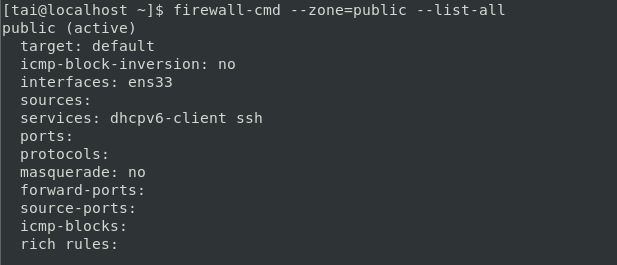 [tai@localhost ~]$ firewall-cmd --zone=public --list-all
public (active)
  target: default
  icmp-block-inversion: no
  interfaces: ens33
  sources:
  services: dhcpv6-client ssh
  ports:
  protocols:
  masquerade: no
  forward-ports:
  source-ports:
  icmp-blocks:
  rich rules: